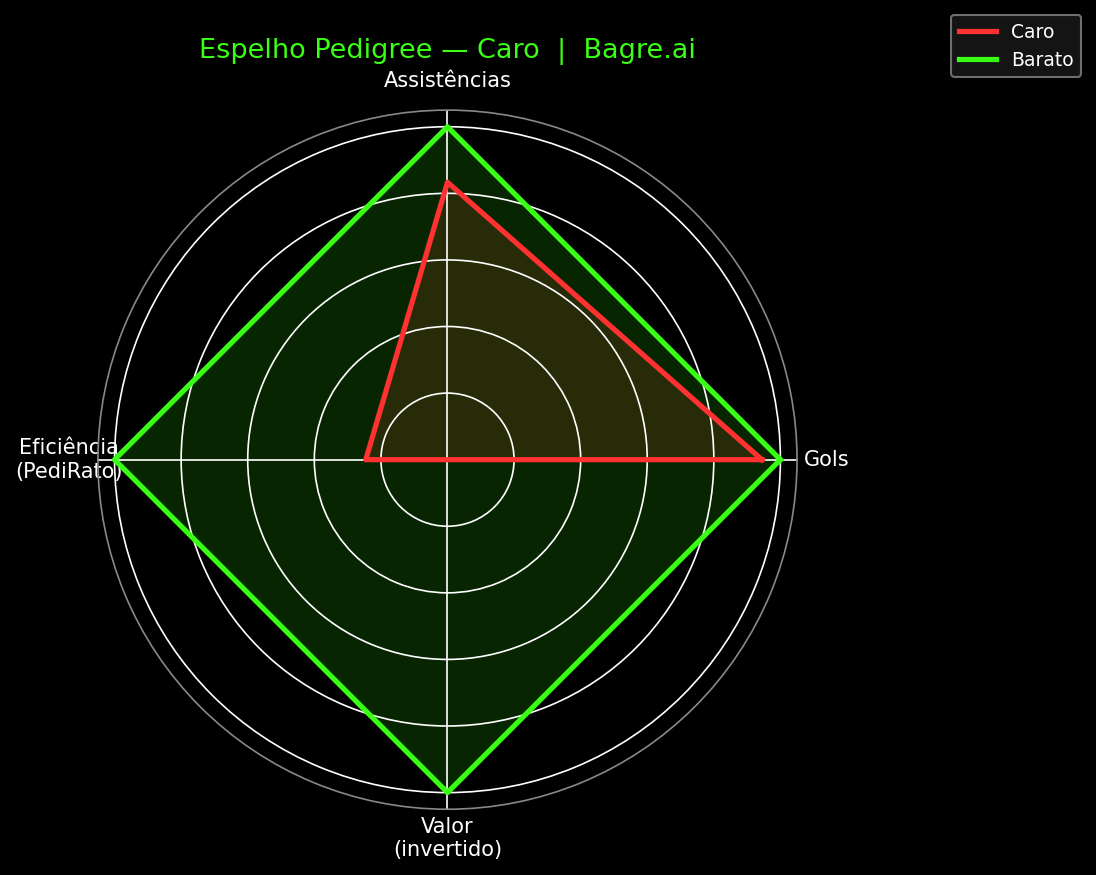 Espelho Pedigree — Caro | Bagre.ai
Caro
Barato
Assistências
Eficiência
(PediRato)
Gols
Valor
(invertido)